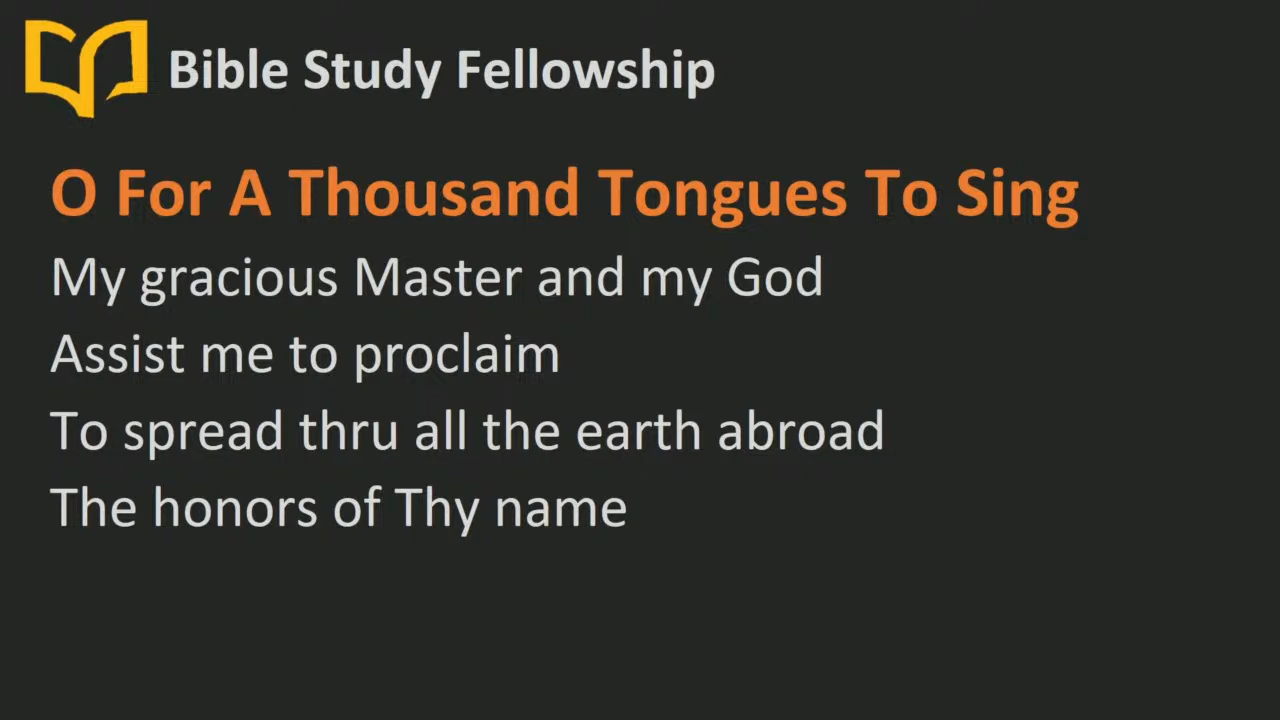 Bible Study Fellowship
O For A Thousand Tongues To Sing
My gracious Master and my God
Assist me to proclaim
To spread thru all the earth abroad
The honors of Thy name